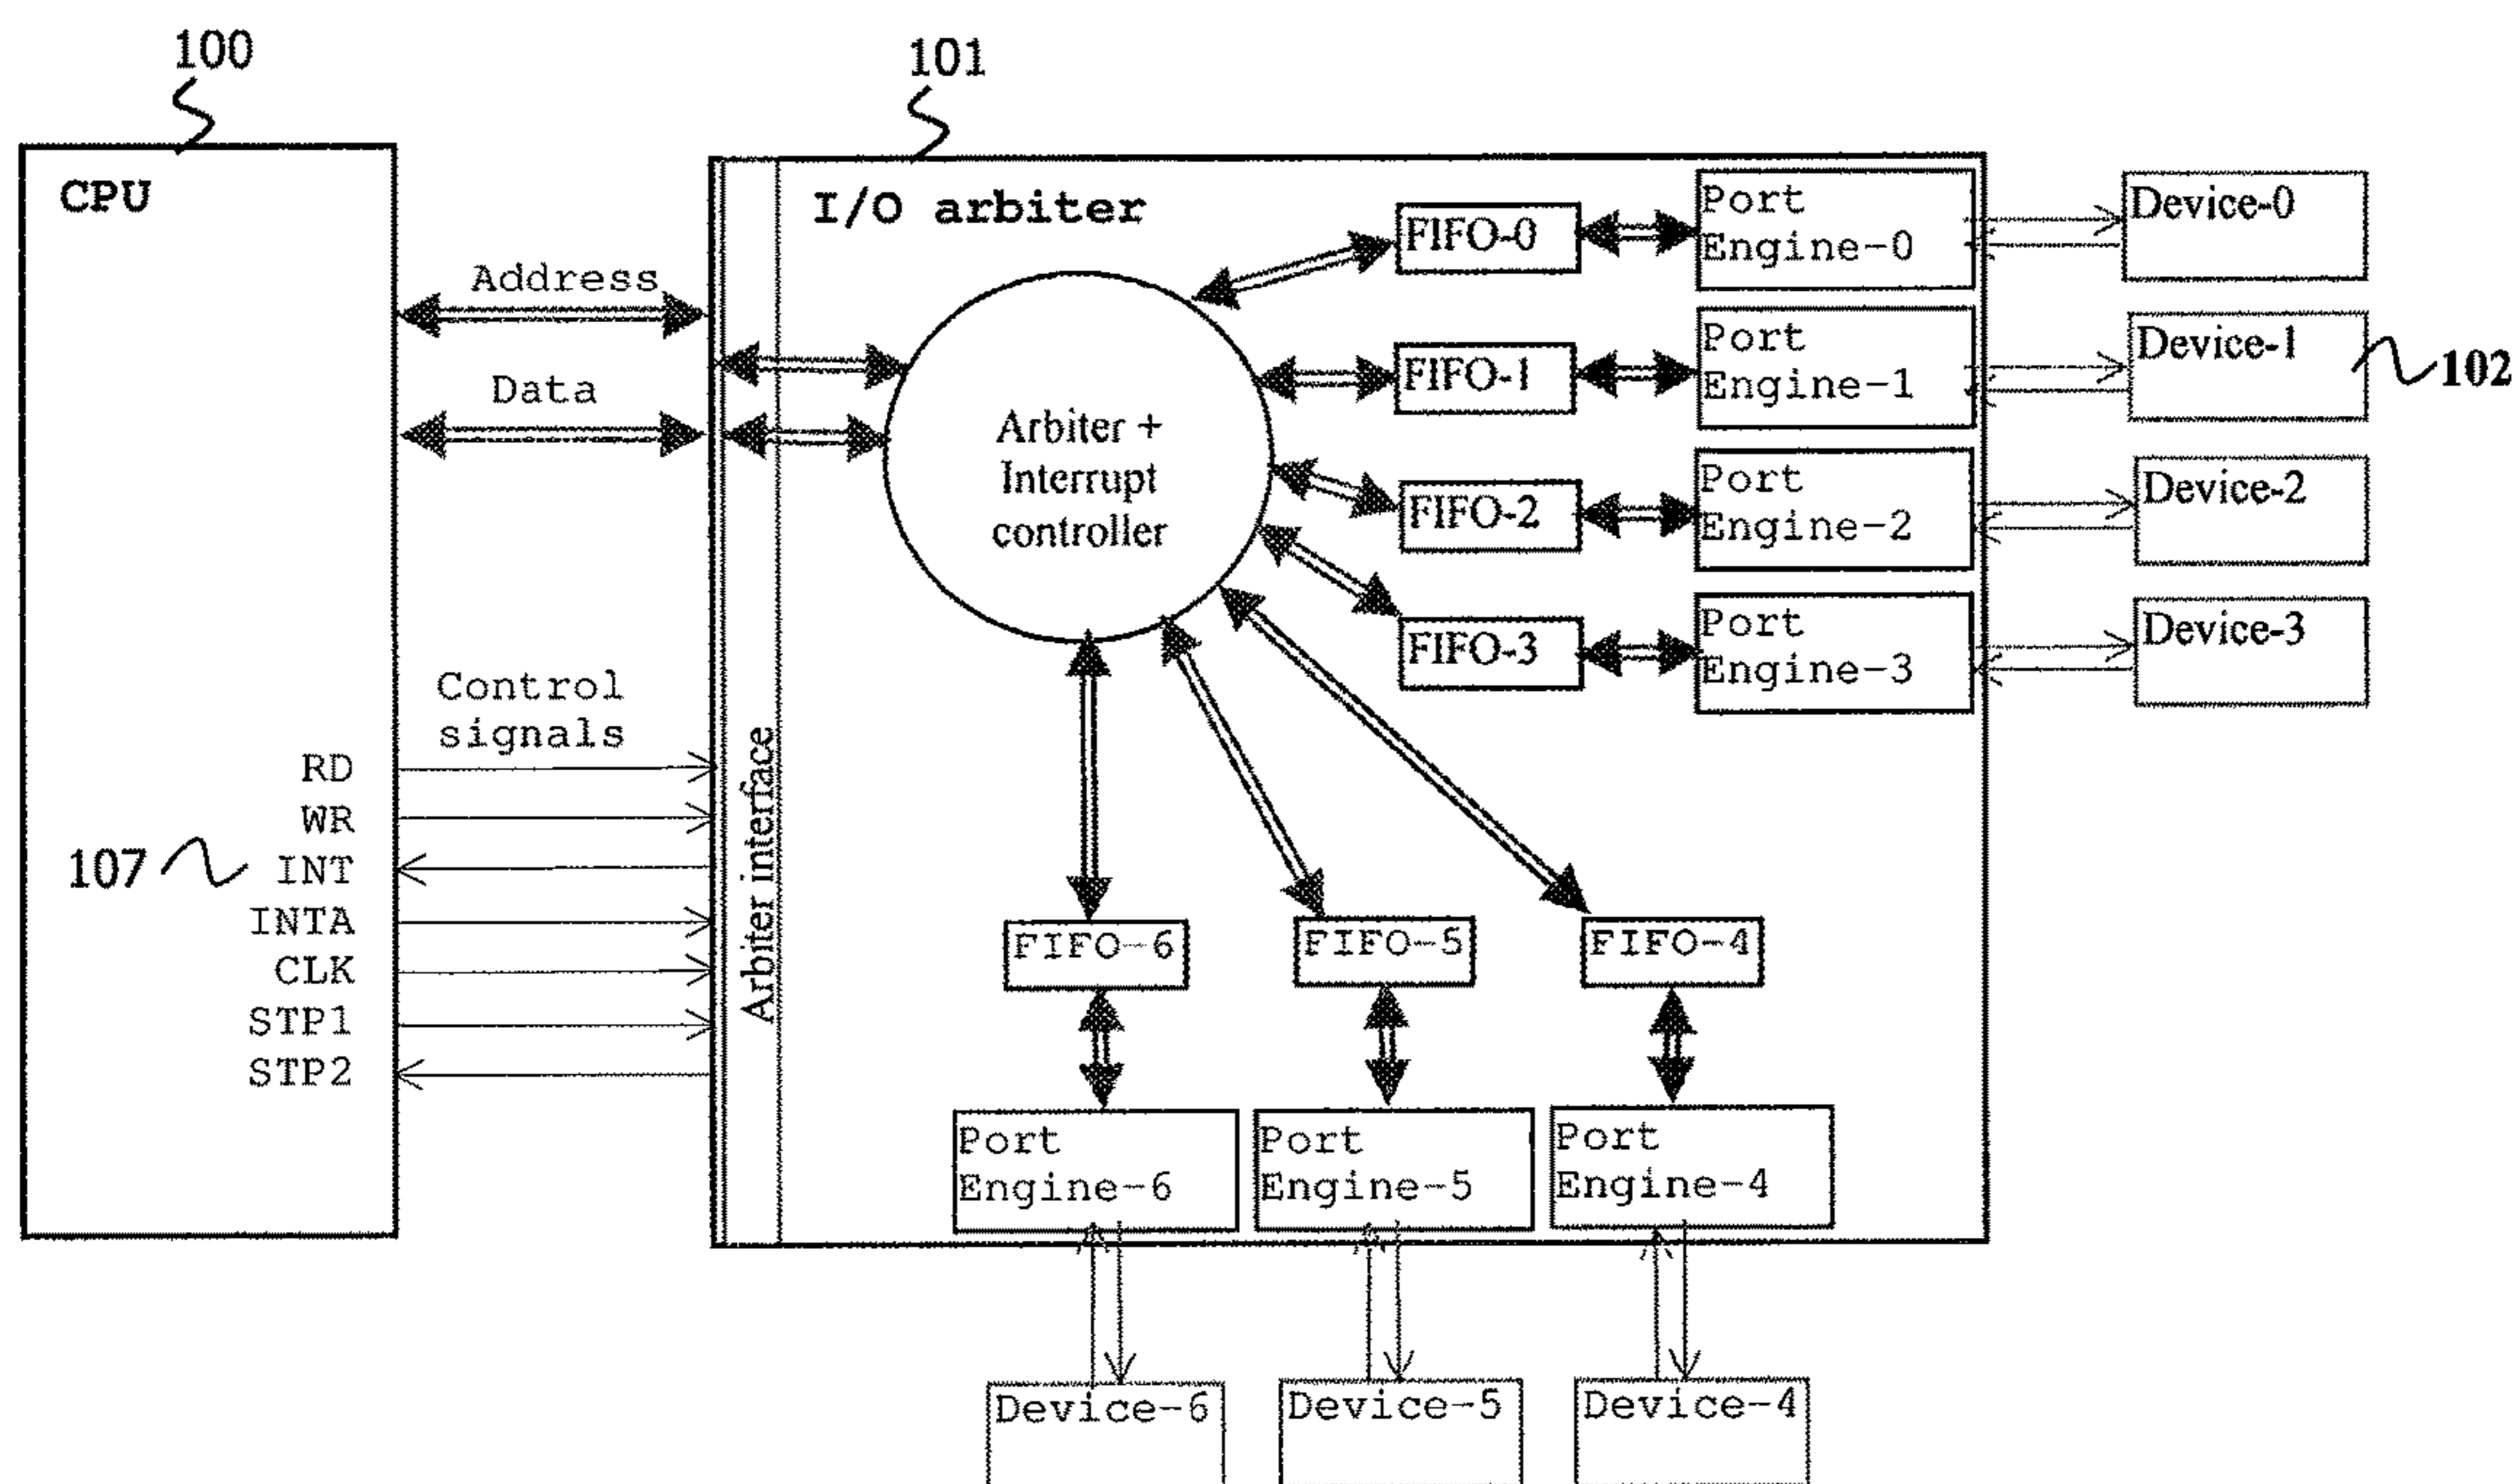 100
101
CPU
I/O arbiter
Address
Data
Control
signals
RD
WR
107
INT
INTA
CLK
STP1
STP2
Arbiter interface
Arbiter +
Interrupt
controller
FIFO-0
Port
Engine-0
Device-0
FIFO-1
Port
Engine-1
Device-1
102
FIFO-2
Port
Engine-2
Device-2
FIFO-3
Port
Engine-3
Device-3
FIFO-6
FIFO-5
FIFO-4
Port
Engine-6
Port
Engine-5
Port
Engine-4
Device-6
Device-5
Device-4